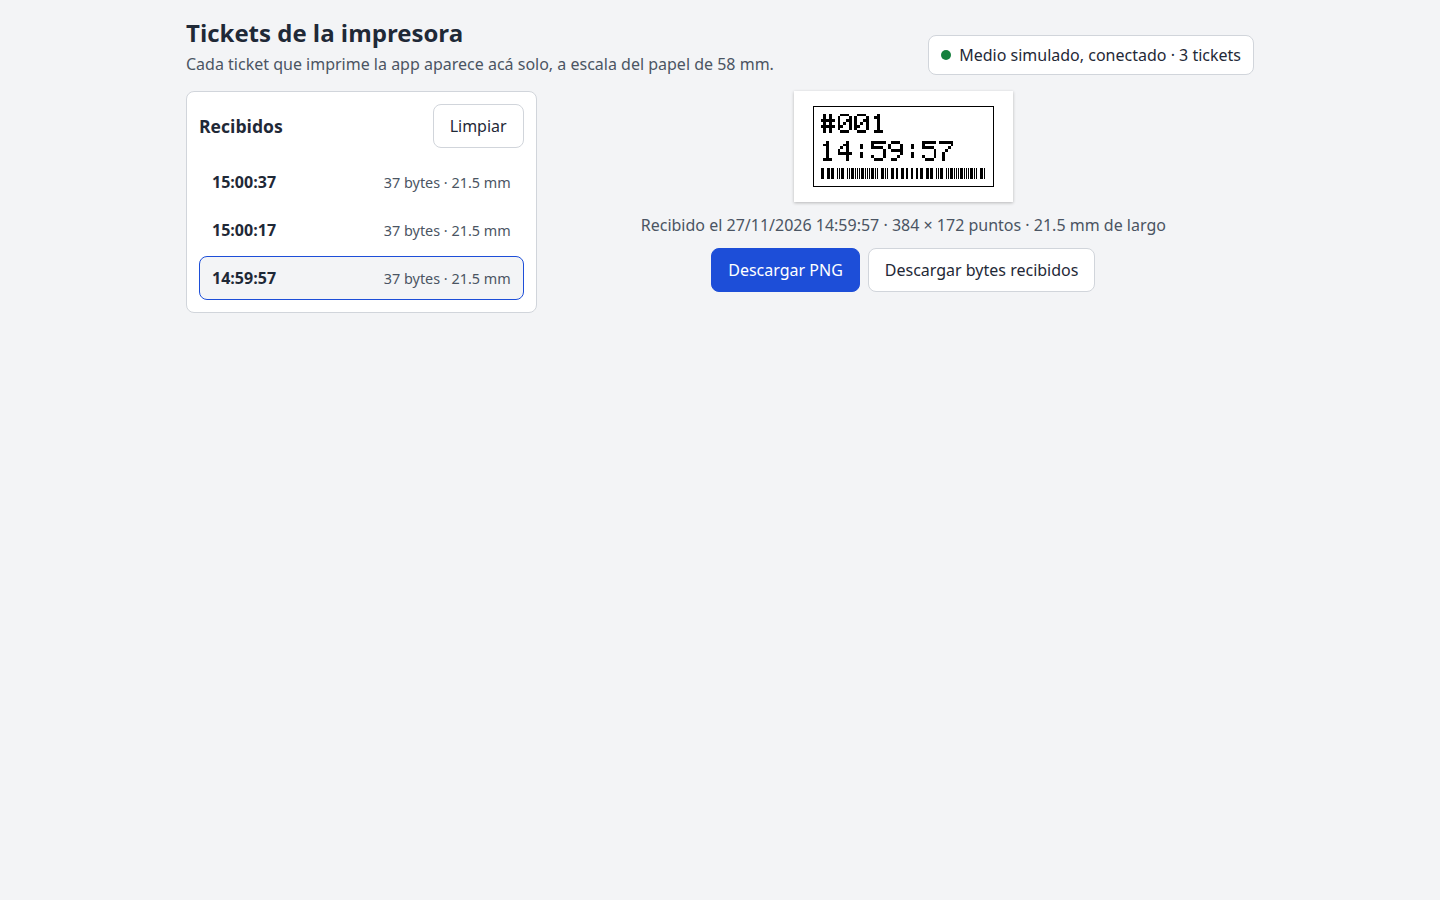 Tickets de la impresora
Cada ticket que imprime la app aparece acá solo, a escala del papel de 58 mm.
Medio simulado, conectado · 3 tickets
Recibidos
Limpiar
15:00:37 37 bytes · 21.5 mm
15:00:17 37 bytes · 21.5 mm
14:59:57 37 bytes · 21.5 mm
#001
14:59:57
Recibido el 27/11/2026 14:59:57 · 384 × 172 puntos · 21.5 mm de largo
Descargar PNG
Descargar bytes recibidos